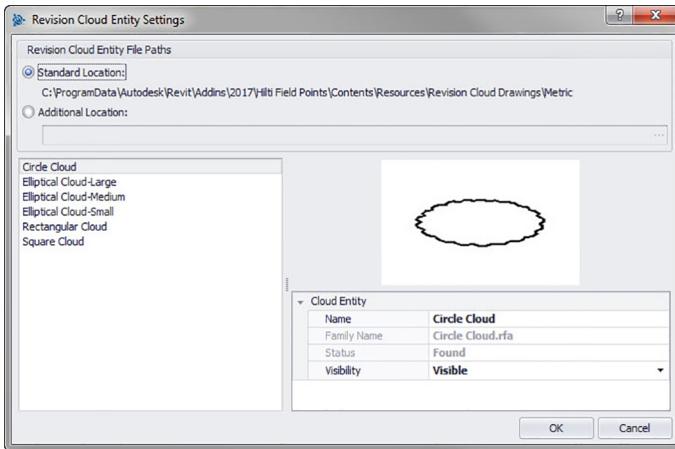 Revision Cloud Entity Settings
Revision Cloud Entity File Paths
Standard Location:
C:\ProgramData\Autodesk\Revit\Addins\2017\Hilti Field Points\Contents\Resources\Revision Cloud Drawings\Metric
Additional Location:
...
Circle Cloud
Elliptical Cloud-Large
Elliptical Cloud-Medium
Elliptical Cloud-Small
Rectangular Cloud
Square Cloud
Cloud Entity
Name Circle Cloud
Family Name Circle Cloud.rfa
Status Found
Visibility Visible
OK Cancel